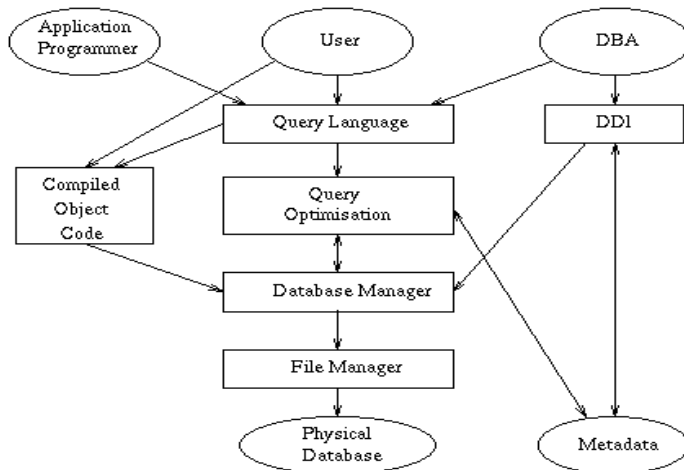 Application
Programmer
User
DBA
Query Language
DDl
Compiled
Object
Code
Query
Optimisation
Database Manager
File Manager
Physical
Database
Metadata